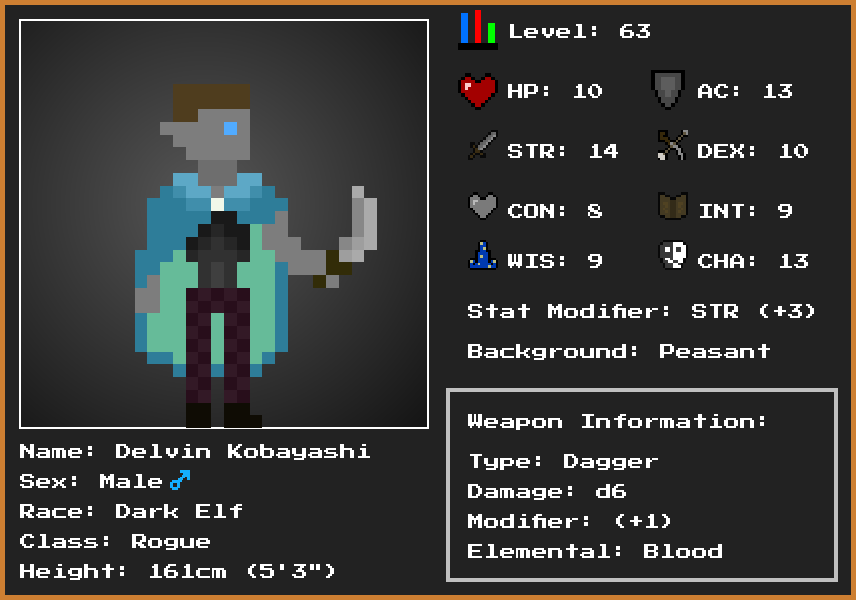 Level: 63
HP: 10
AC: 13
STR: 14
DEX: 10
CON: 8
INT: 9
WIS: 9
CHA: 13
Stat Modifier: STR (+3)
Background: Peasant
Weapon Information:
Type: Dagger
Damage: d6
Modifier: (+1)
Elemental: Blood
Name: Delvin Kobayashi
Sex: Male♂
Race: Dark Elf
Class: Rogue
Height: 161cm (5'3")